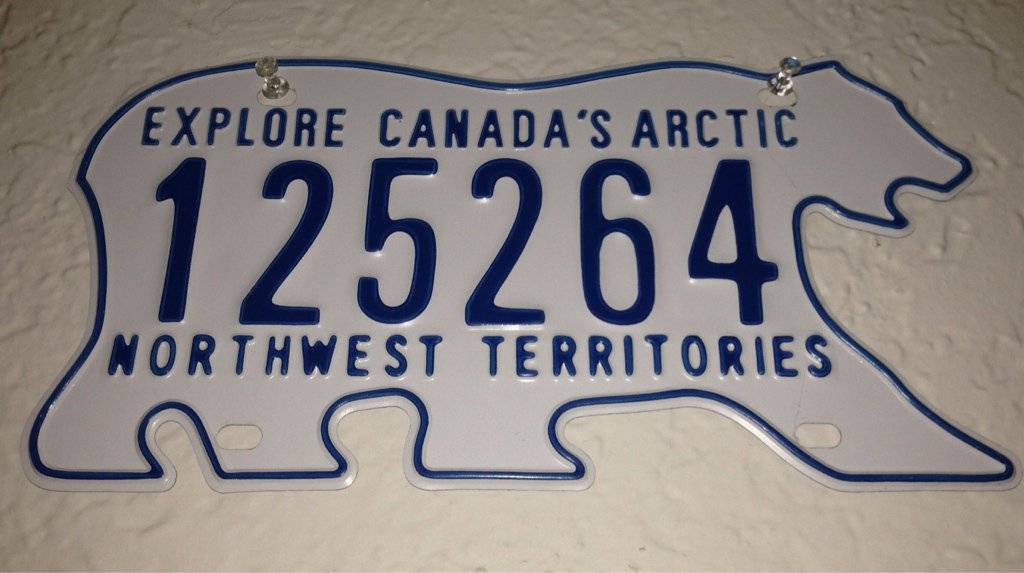 EXPLORE CANADA'S ARCTIC
125264
NORTHWEST TERRITORIES